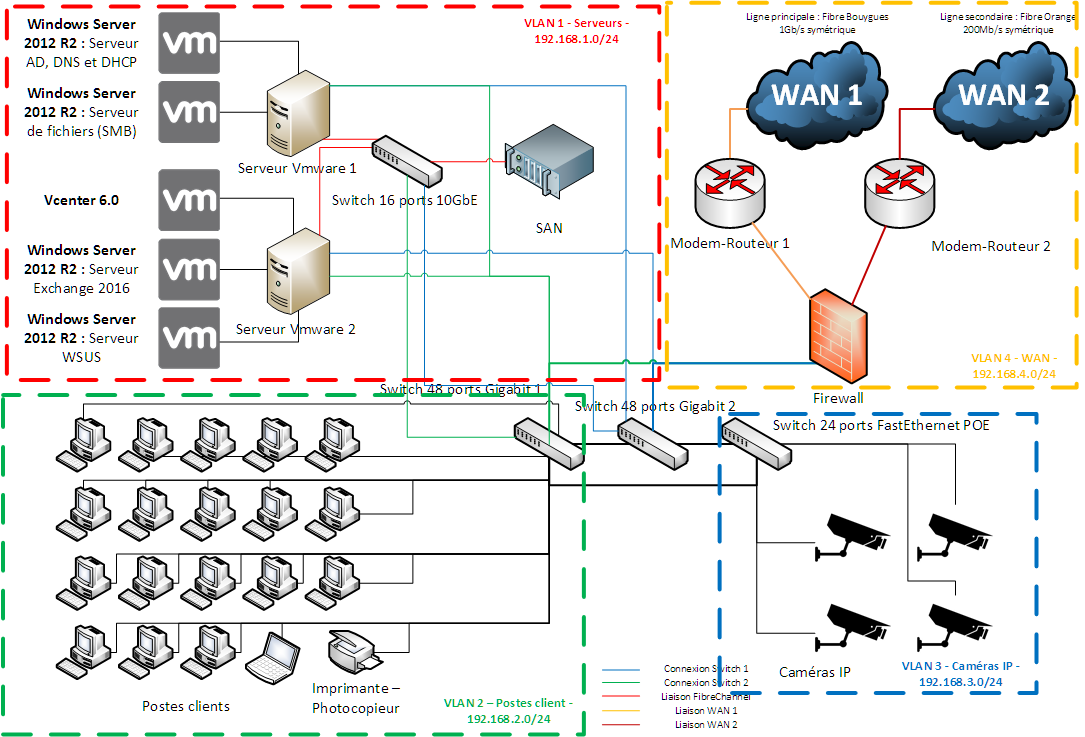 Windows Server
2012 R2 : Serveur
AD, DNS et DHCP
vm
Windows Server
2012 R2 : Serveur
de fichiers (SMB)
vm
Vcenter 6.0
vm
Windows Server
2012 R2 : Serveur
Exchange 2016
vm
Windows Server
2012 R2 : Serveur
WSUS
vm
Serveur Vmware 1
Serveur Vmware 2
Switch 16 ports 10GbE
SAN
VLAN 1 - Serveurs -
192.168.1.0/24
Ligne principale : Fibre Bouygues
1Gb/s symétrique
Ligne secondaire : Fibre Orange
200Mb/s symétrique
WAN 1
WAN 2
Modem-Routeur 1
Modem-Routeur 2
VLAN 4 - WAN -
192.168.4.0/24
Firewall
Switch 48 ports Gigabit 1
Switch 48 ports Gigabit 2
Switch 24 ports FastEthernet POE
Postes clients
Imprimante –
Photocopieur
VLAN 2 – Postes client -
192.168.2.0/24
Caméras IP
VLAN 3 - Caméras IP -
192.168.3.0/24
Connexion Switch 1
Connexion Switch 2
Liaison FibreChannel
Liaison WAN 1
Liaison WAN 2